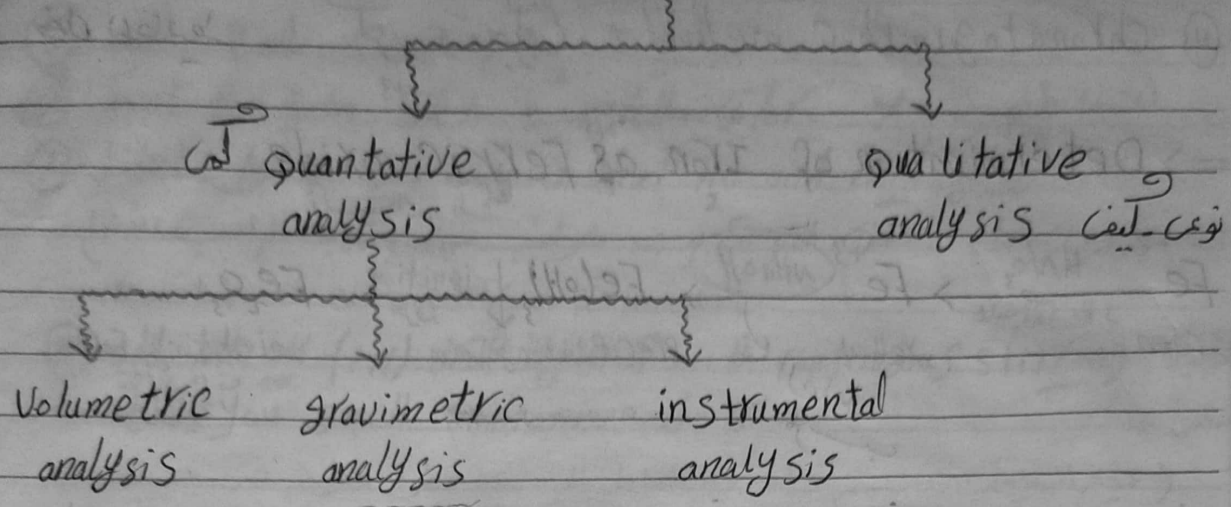 كمي Quantative Qualitative
analysis analysis نوعي - كيفي
Volumetric gravimetric instrumental
analysis analysis analysis